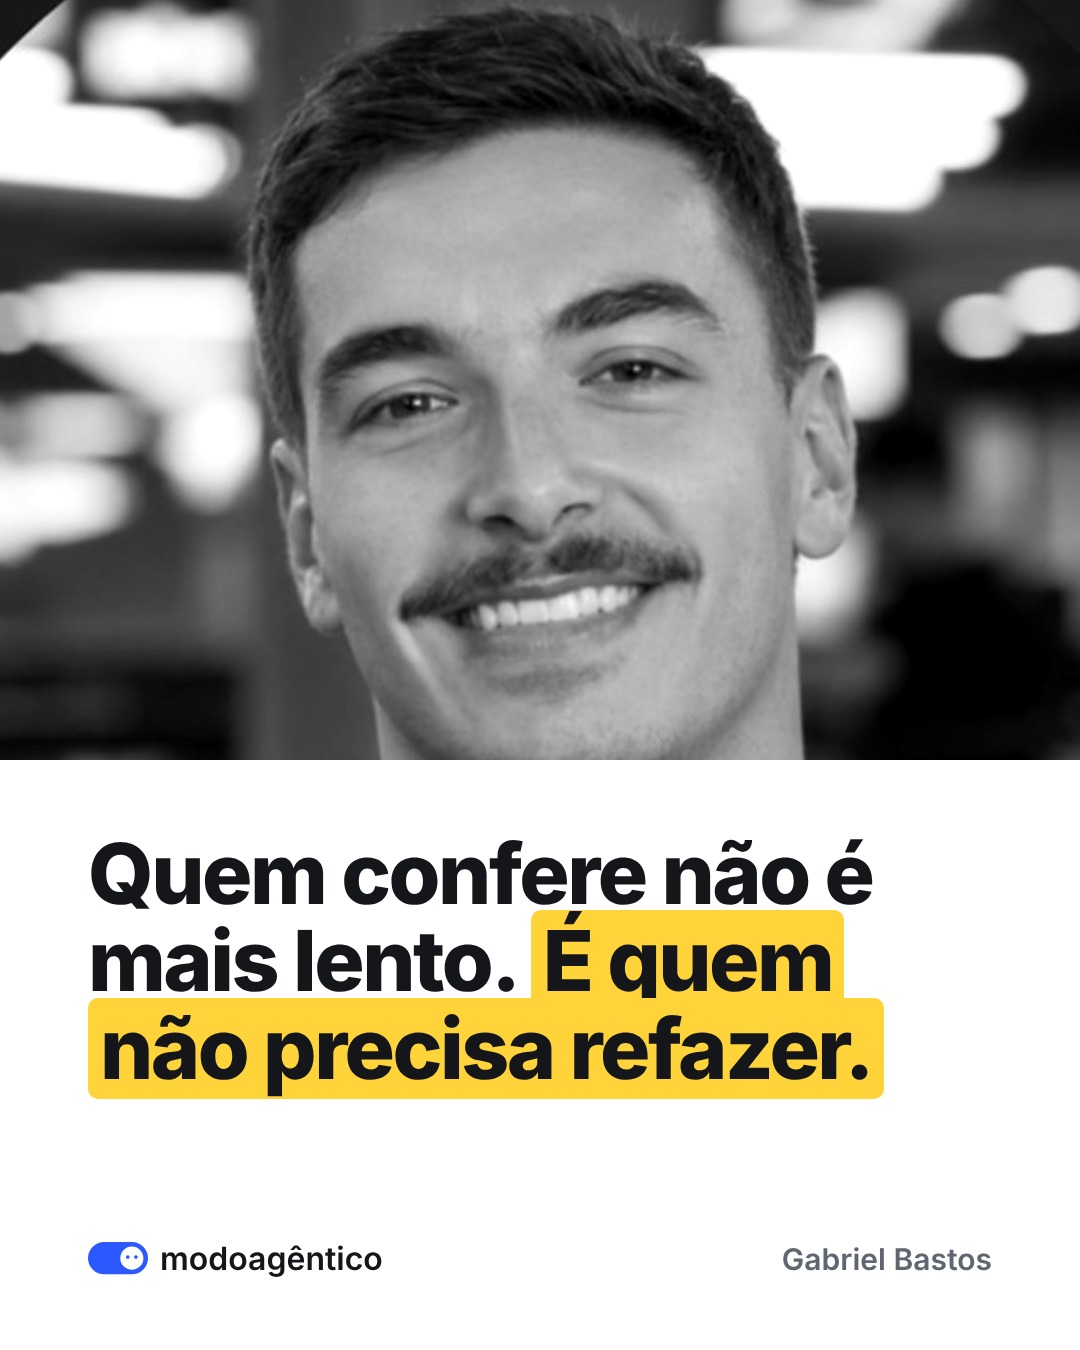 Quem confere não é
mais lento. É quem
não precisa refazer.
modoagêntico
Gabriel Bastos